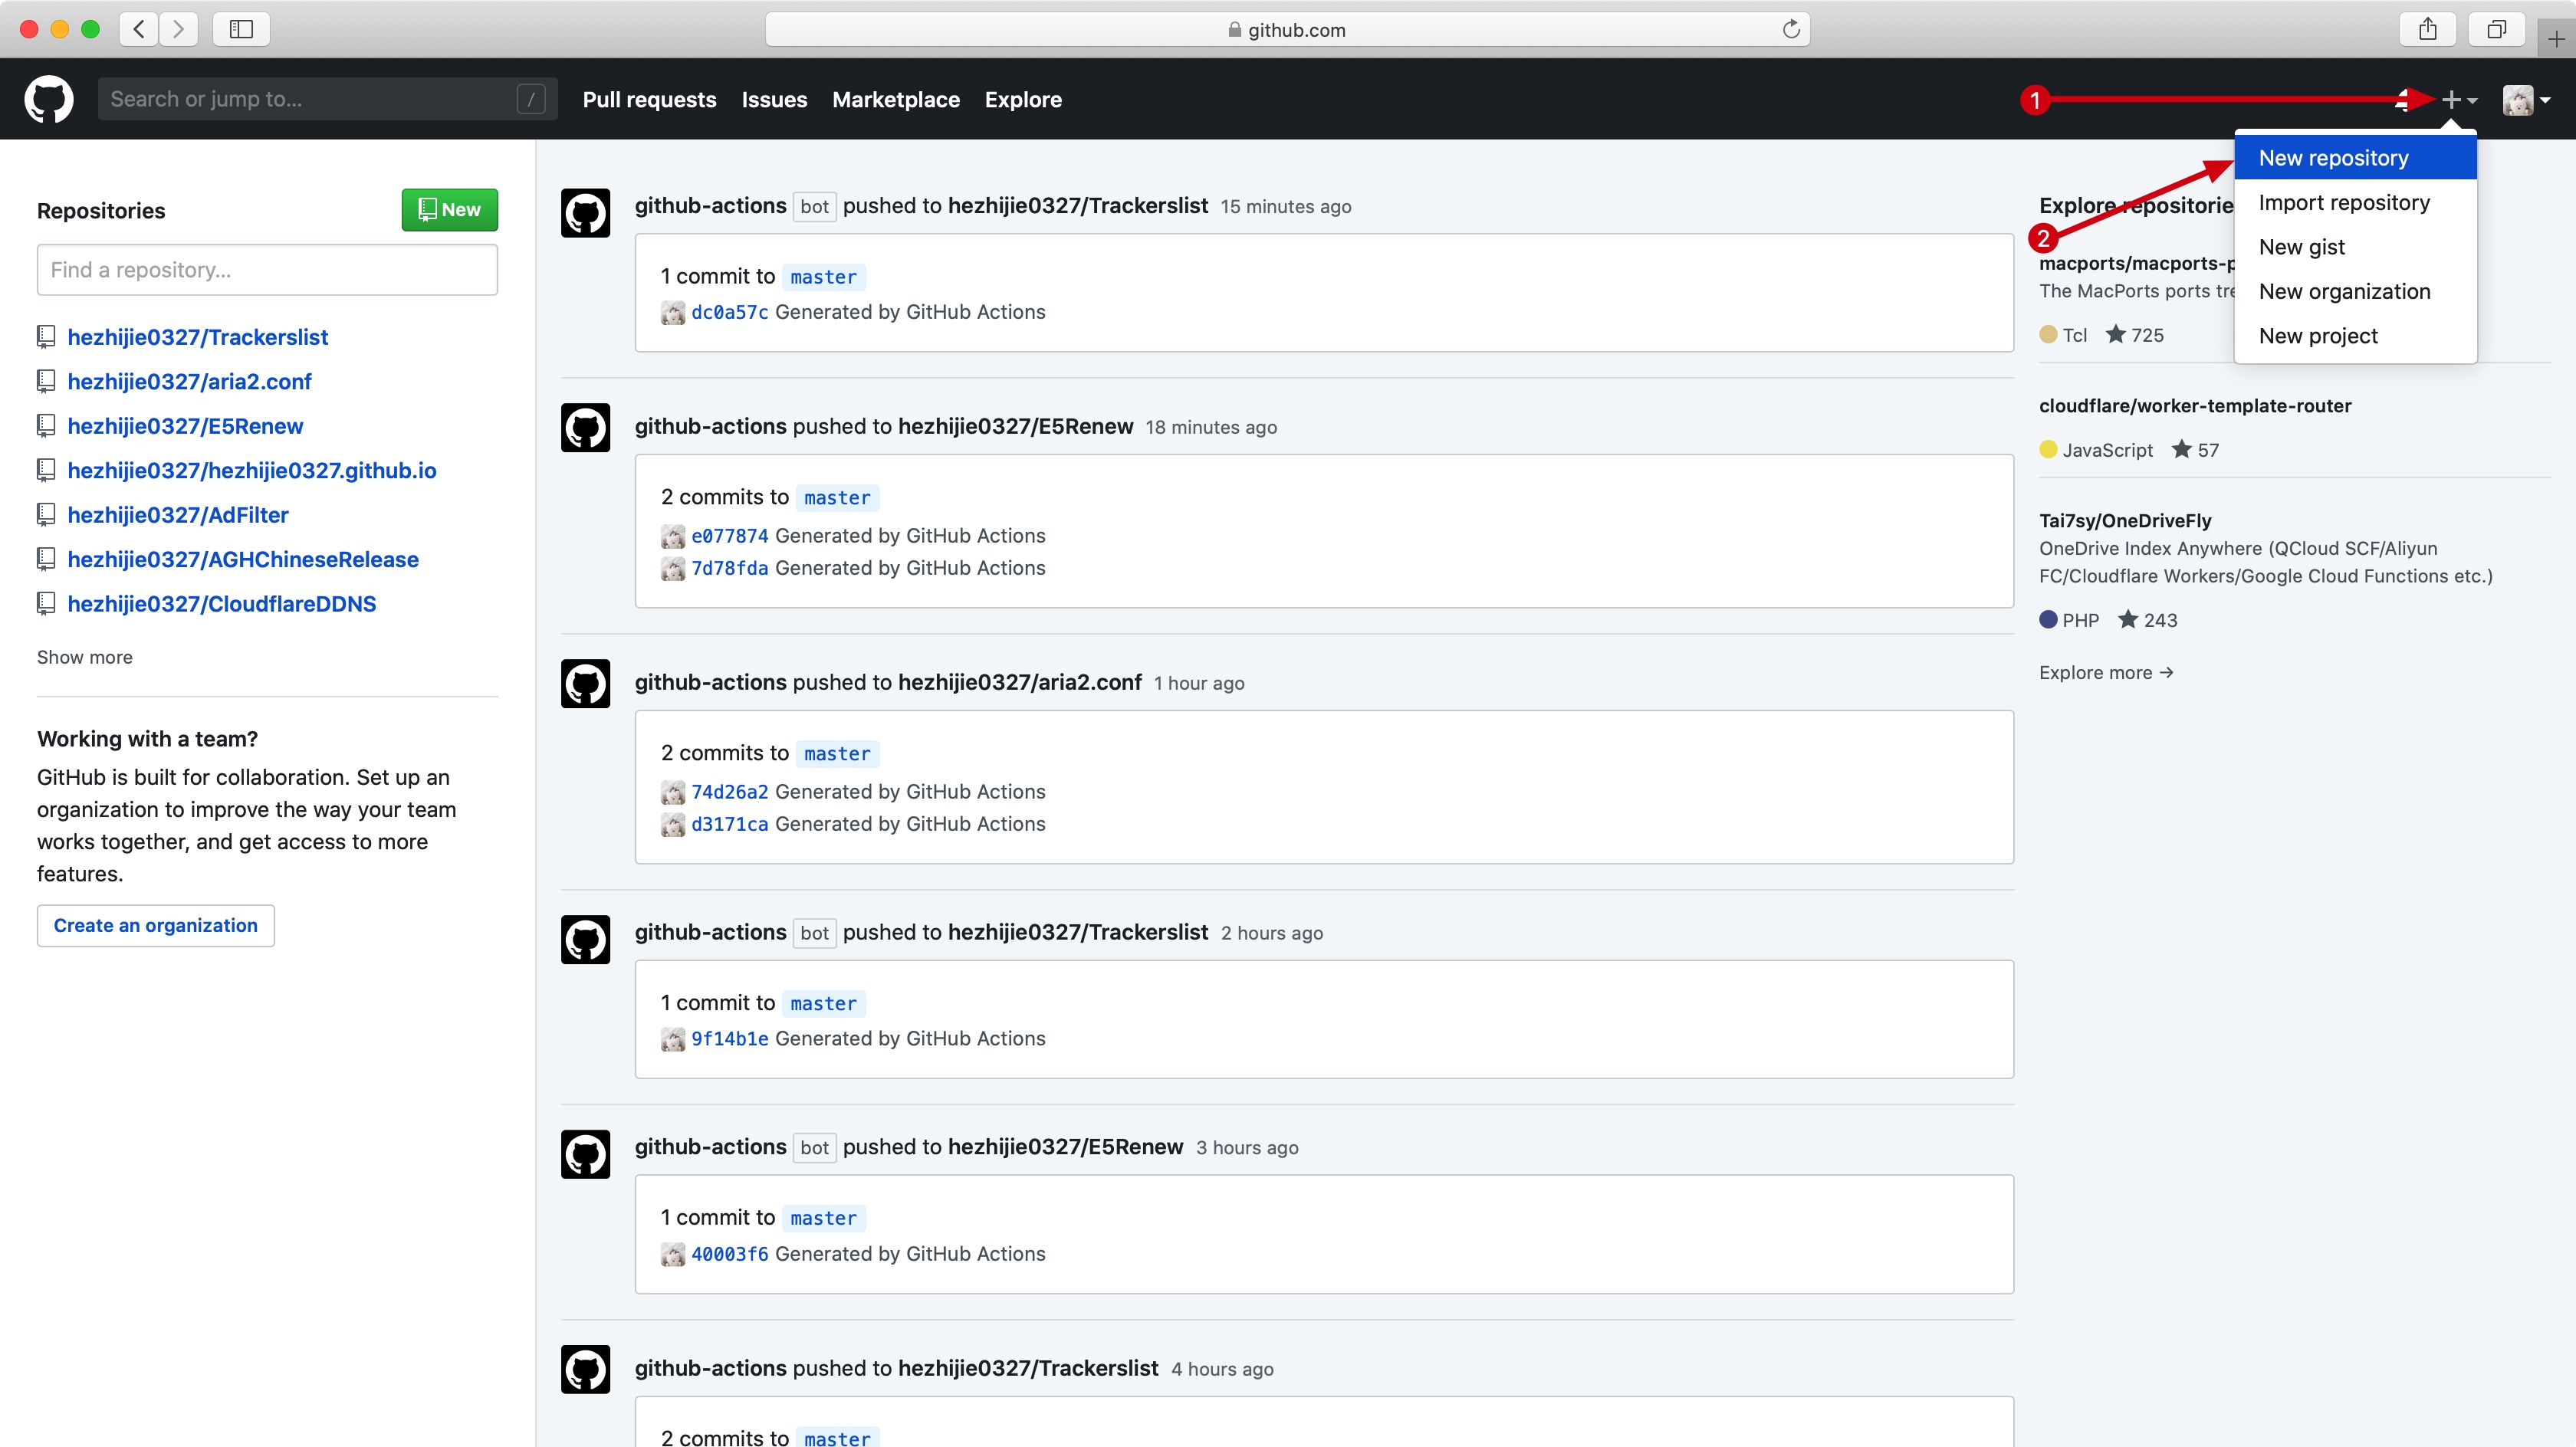 github.com
Search or jump to...
/
Pull requests
Issues
Marketplace
Explore
1
New repository
Import repository
New gist
New organization
New project
2
Repositories
New
Find a repository...
hezhijie0327/Trackerslist
hezhijie0327/aria2.conf
hezhijie0327/E5Renew
hezhijie0327/hezhijie0327.github.io
hezhijie0327/AdFilter
hezhijie0327/AGHChineseRelease
hezhijie0327/CloudflareDDNS
Show more
Working with a team?
GitHub is built for collaboration. Set up an
organization to improve the way your team
works together, and get access to more
features.
Create an organization
github-actions bot pushed to hezhijie0327/Trackerslist 15 minutes ago
1 commit to master
dc0a57c Generated by GitHub Actions
github-actions pushed to hezhijie0327/E5Renew 18 minutes ago
2 commits to master
e077874 Generated by GitHub Actions
7d78fda Generated by GitHub Actions
github-actions pushed to hezhijie0327/aria2.conf 1 hour ago
2 commits to master
74d26a2 Generated by GitHub Actions
d3171ca Generated by GitHub Actions
github-actions bot pushed to hezhijie0327/Trackerslist 2 hours ago
1 commit to master
9f14b1e Generated by GitHub Actions
github-actions bot pushed to hezhijie0327/E5Renew 3 hours ago
1 commit to master
40003f6 Generated by GitHub Actions
github-actions pushed to hezhijie0327/Trackerslist 4 hours ago
2 commits to master
Explore repositorie
macports/macports-p
The MacPorts ports tre
Tcl 725
cloudflare/worker-template-router
JavaScript 57
Tai7sy/OneDriveFly
OneDrive Index Anywhere (QCloud SCF/Aliyun
FC/Cloudflare Workers/Google Cloud Functions etc.)
PHP 243
Explore more →